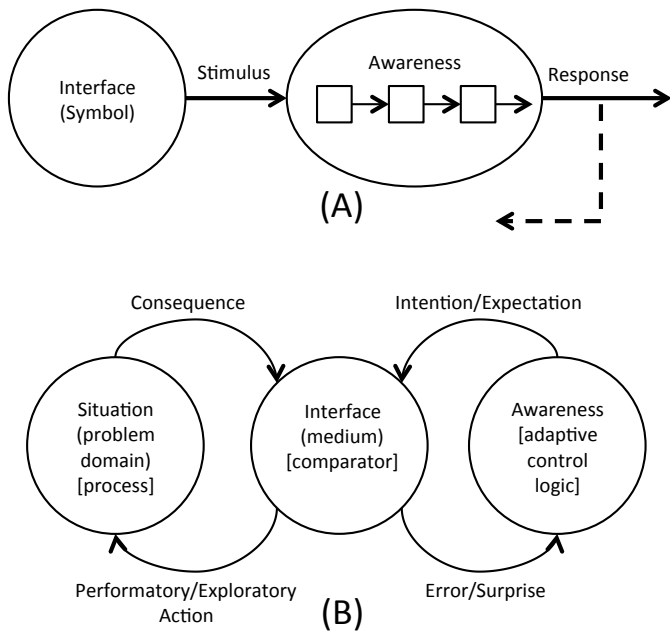 Interface
(Symbol)
Stimulus
Awareness
Response
(A)
Consequence
Intention/Expectation
Situation
(problem
domain)
[process]
Interface
(medium)
[comparator]
Awareness
[adaptive
control
logic]
Performatory/Exploratory
Action
Error/Surprise
(B)